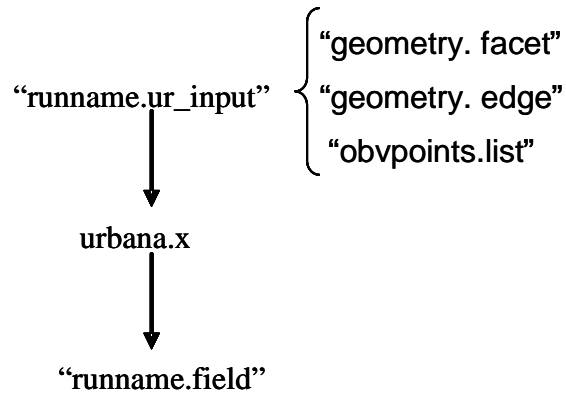 “geometry. facet”
“runname.ur_input”
“geometry. edge”
“obvpoints.list”
urbana.x
“runname.field”